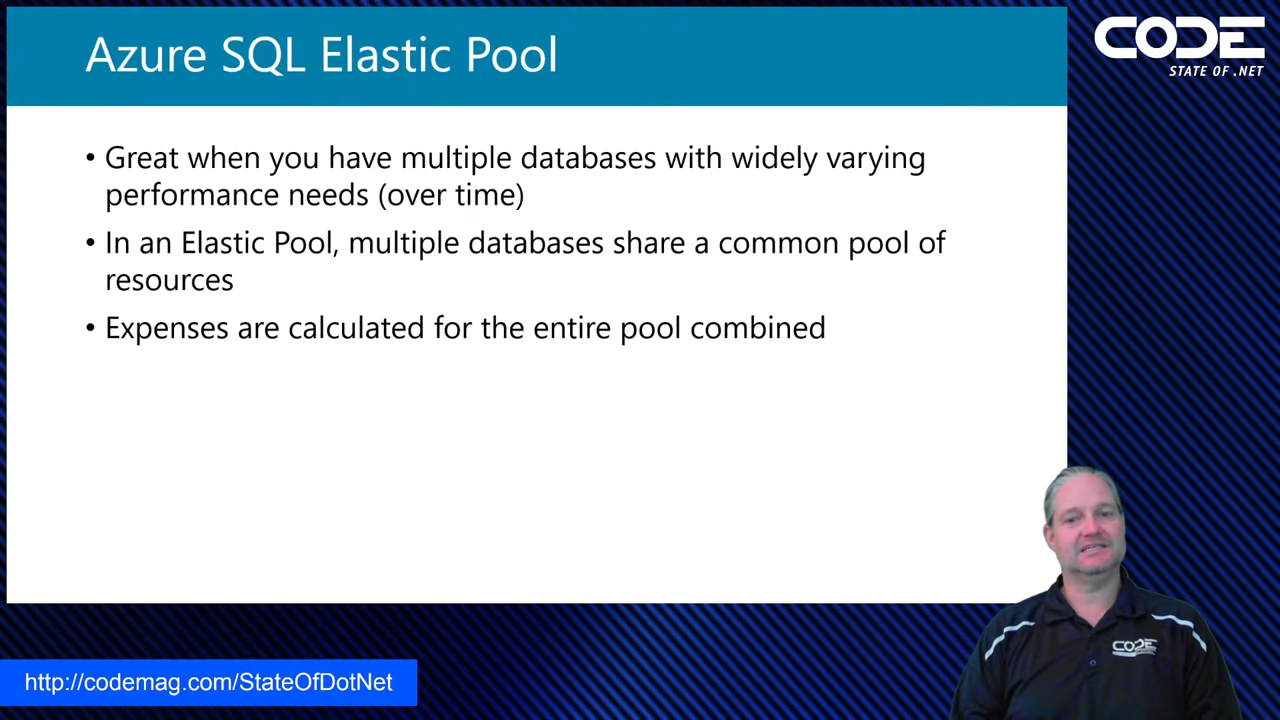 Azure SQL Elastic Pool
CODE
STATE OF .NET
• Great when you have multiple databases with widely varying
performance needs (over time)
• In an Elastic Pool, multiple databases share a common pool of
resources
• Expenses are calculated for the entire pool combined
CODE
http://codemag.com/StateOfDotNet